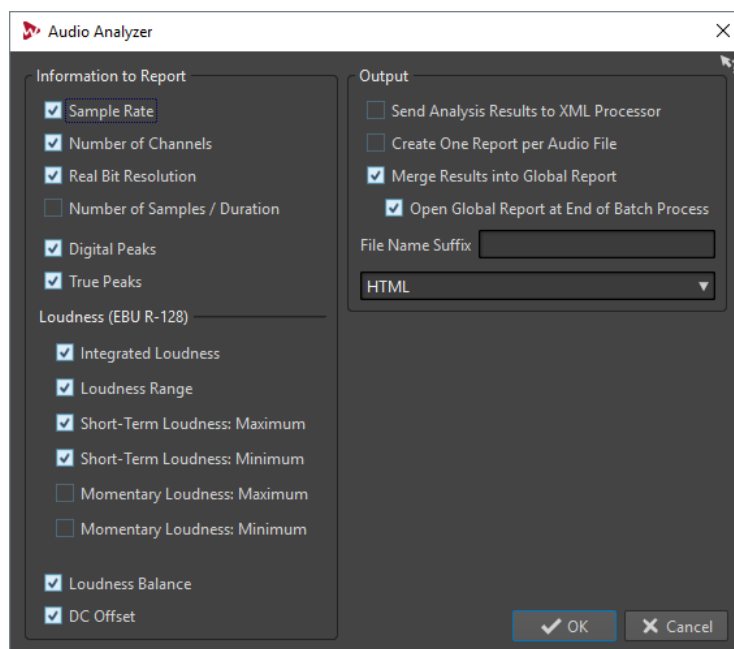 Audio Analyzer
Information to Report
Sample Rate
Number of Channels
Real Bit Resolution
Number of Samples / Duration
Digital Peaks
True Peaks
Loudness (EBU R-128)
Integrated Loudness
Loudness Range
Short-Term Loudness: Maximum
Short-Term Loudness: Minimum
Momentary Loudness: Maximum
Momentary Loudness: Minimum
Loudness Balance
DC Offset
Output
Send Analysis Results to XML Processor
Create One Report per Audio File
Merge Results into Global Report
Open Global Report at End of Batch Process
File Name Suffix
HTML
OK
Cancel